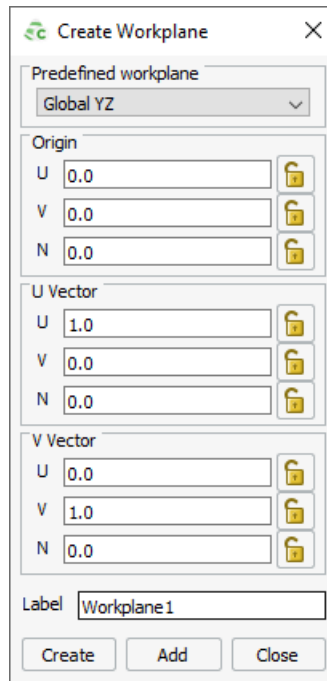 Create Workplane
Predefined workplane
Global YZ
Origin
U 0.0
V 0.0
N 0.0
U Vector
U 1.0
V 0.0
N 0.0
V Vector
U 0.0
V 1.0
N 0.0
Label Workplane1
Create Add Close